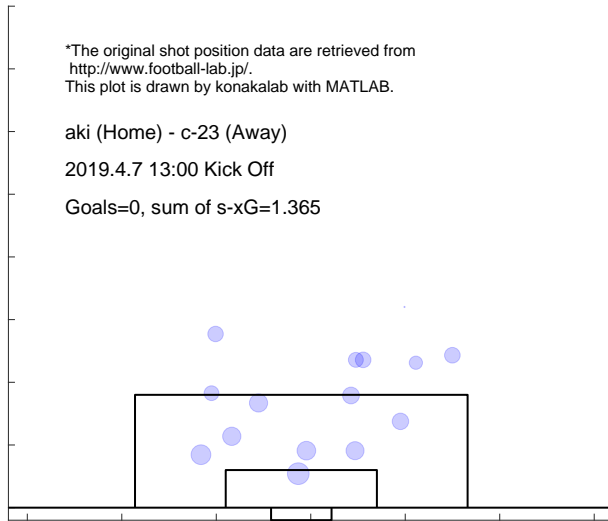 *The original shot position data are retrieved from
http://www.football-lab.jp/.
This plot is drawn by konakalab with MATLAB.
aki (Home) - c-23 (Away)
2019.4.7 13:00 Kick Off
Goals=0, sum of s-xG=1.365